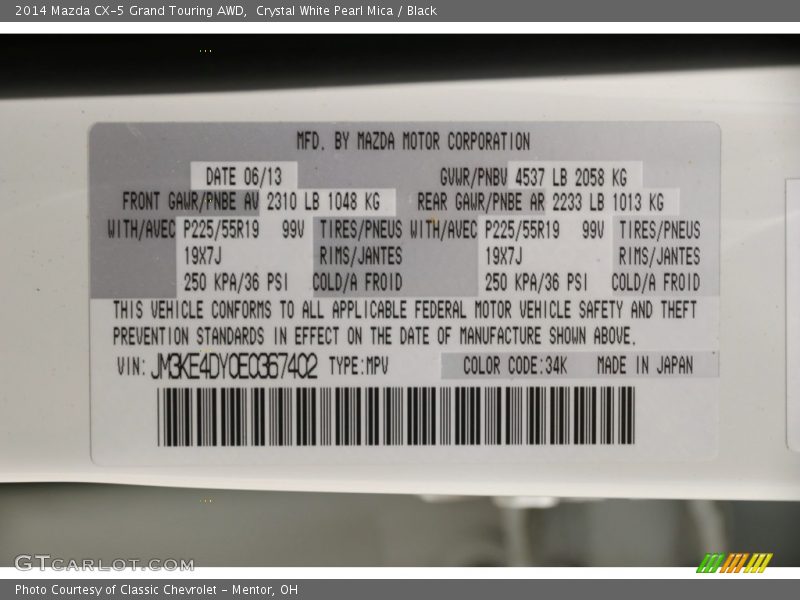 2014 Mazda CX-5 Grand Touring AWD, Crystal White Pearl Mica / Black
MFD. BY MAZDA MOTOR CORPORATION
DATE 06/13 GVWR/PNBV 4537 LB 2058 KG
FRONT GAWR/PNBE AV 2310 LB 1048 KG REAR GAWR/PNBE AR 2233 LB 1013 KG
WITH/AVEC P225/55R19 99V TIRES/PNEUS WITH/AVEC P225/55R19 99V TIRES/PNEUS
19X7J RIMS/JANTES 19X7J RIMS/JANTES
250 KPA/36 PSI COLD/A FROID 250 KPA/36 PSI COLD/A FROID
THIS VEHICLE CONFORMS TO ALL APPLICABLE FEDERAL MOTOR VEHICLE SAFETY AND THEFT
PREVENTION STANDARDS IN EFFECT ON THE DATE OF MANUFACTURE SHOWN ABOVE.
VIN: JM3KE4DY0E0367402 TYPE:MPV COLOR CODE:34K MADE IN JAPAN
GTCARLOT.COM
Photo Courtesy of Classic Chevrolet - Mentor, OH